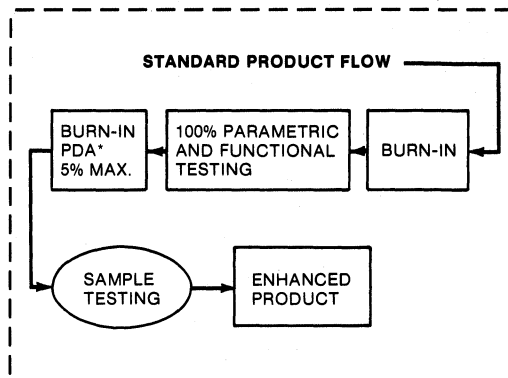 STANDARD PRODUCT FLOW
BURN-IN
PDA*
5% MAX.
100% PARAMETRIC
AND FUNCTIONAL
TESTING
BURN-IN
SAMPLE
TESTING
ENHANCED
PRODUCT